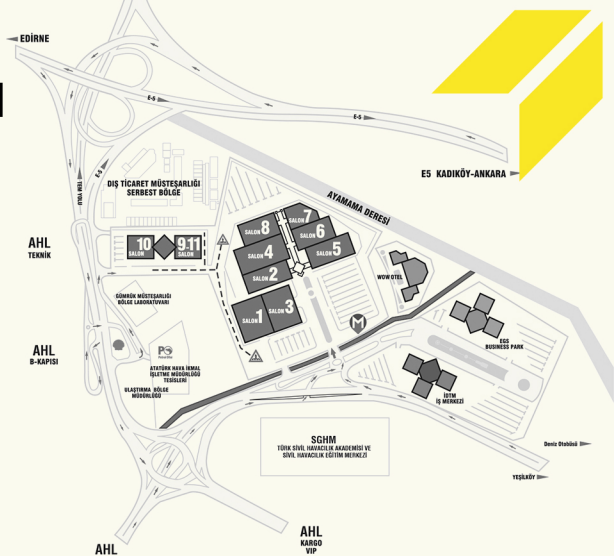 EDİRNE
E-5
E-5
E5 KADIKÖY-ANKARA
E-5
TEM YOLU
DIŞ TİCARET MÜSTEŞARLIĞI
SERBEST BÖLGE
AYAMAMA DERESİ
AHL
TEKNİK
10
SALON
9-11
SALON
SALON 8
SALON 7
SALON 6
SALON 4
SALON 5
SALON 2
SALON 1
SALON 3
WOW OTEL
GÜMRÜK MÜSTEŞARLIĞI
BÖLGE LABORATUVARI
M
EGS
BUSINESS PARK
AHL
B-KAPISI
PO
ATATÜRK HAVA İKMAL
İŞLETME MÜDÜRLÜĞÜ
TESİSLERİ
ULAŞTIRMA BÖLGE
MÜDÜRLÜĞÜ
İDTM
İŞ MERKEZİ
SGHM
TÜRK SİVİL HAVACILIK AKADEMİSİ VE
SİVİL HAVACILIK EĞİTİM MERKEZİ
Deniz Otobüsü
YEŞİLKÖY
AHL
KARGO
VIP
AHL